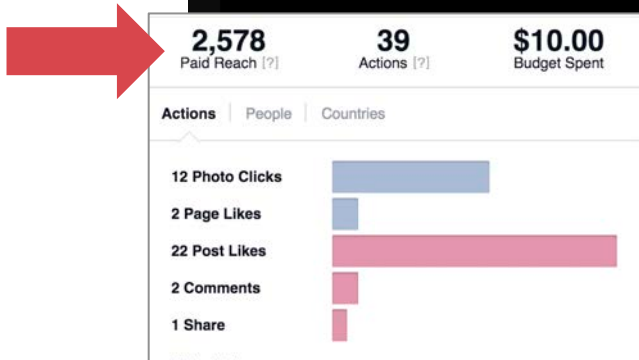 2,578 39 $10.00
Paid Reach [?] Actions [?] Budget Spent
Actions People Countries
12 Photo Clicks
2 Page Likes
22 Post Likes
2 Comments
1 Share